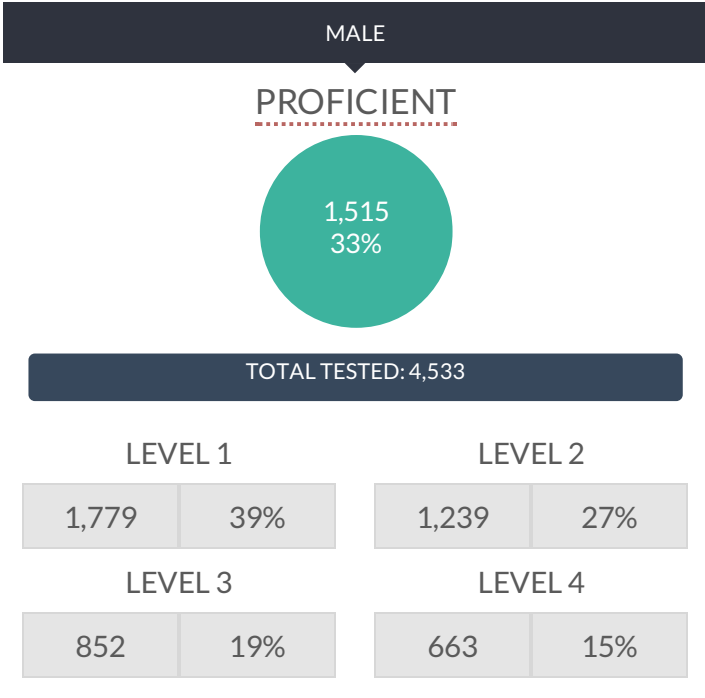 MALE
PROFICIENT
1,515
33%
TOTAL TESTED: 4,533
LEVEL 1
1,779 39%
LEVEL 2
1,239 27%
LEVEL 3
852 19%
LEVEL 4
663 15%